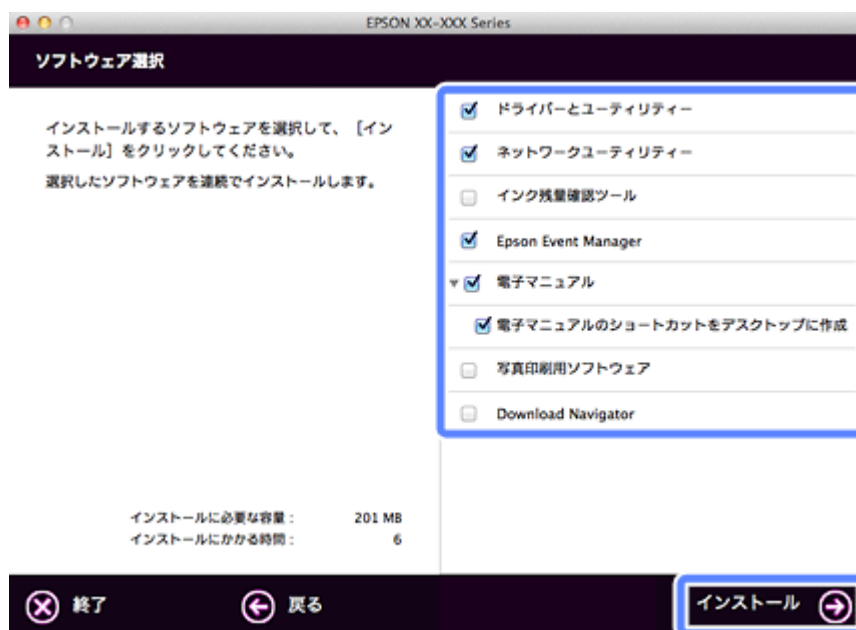 EPSON XX-XXX Series
ソフトウェア選択
インストールするソフトウェアを選択して、［イン
ストール］をクリックしてください。
選択したソフトウェアを連続でインストールします。
ドライバーとユーティリティー
ネットワークユーティリティー
インク残量確認ツール
Epson Event Manager
電子マニュアル
電子マニュアルのショートカットをデスクトップに作成
写真印刷用ソフトウェア
Download Navigator
インストールに必要な容量： 201 MB
インストールにかかる時間： 6
終了 戻る インストール